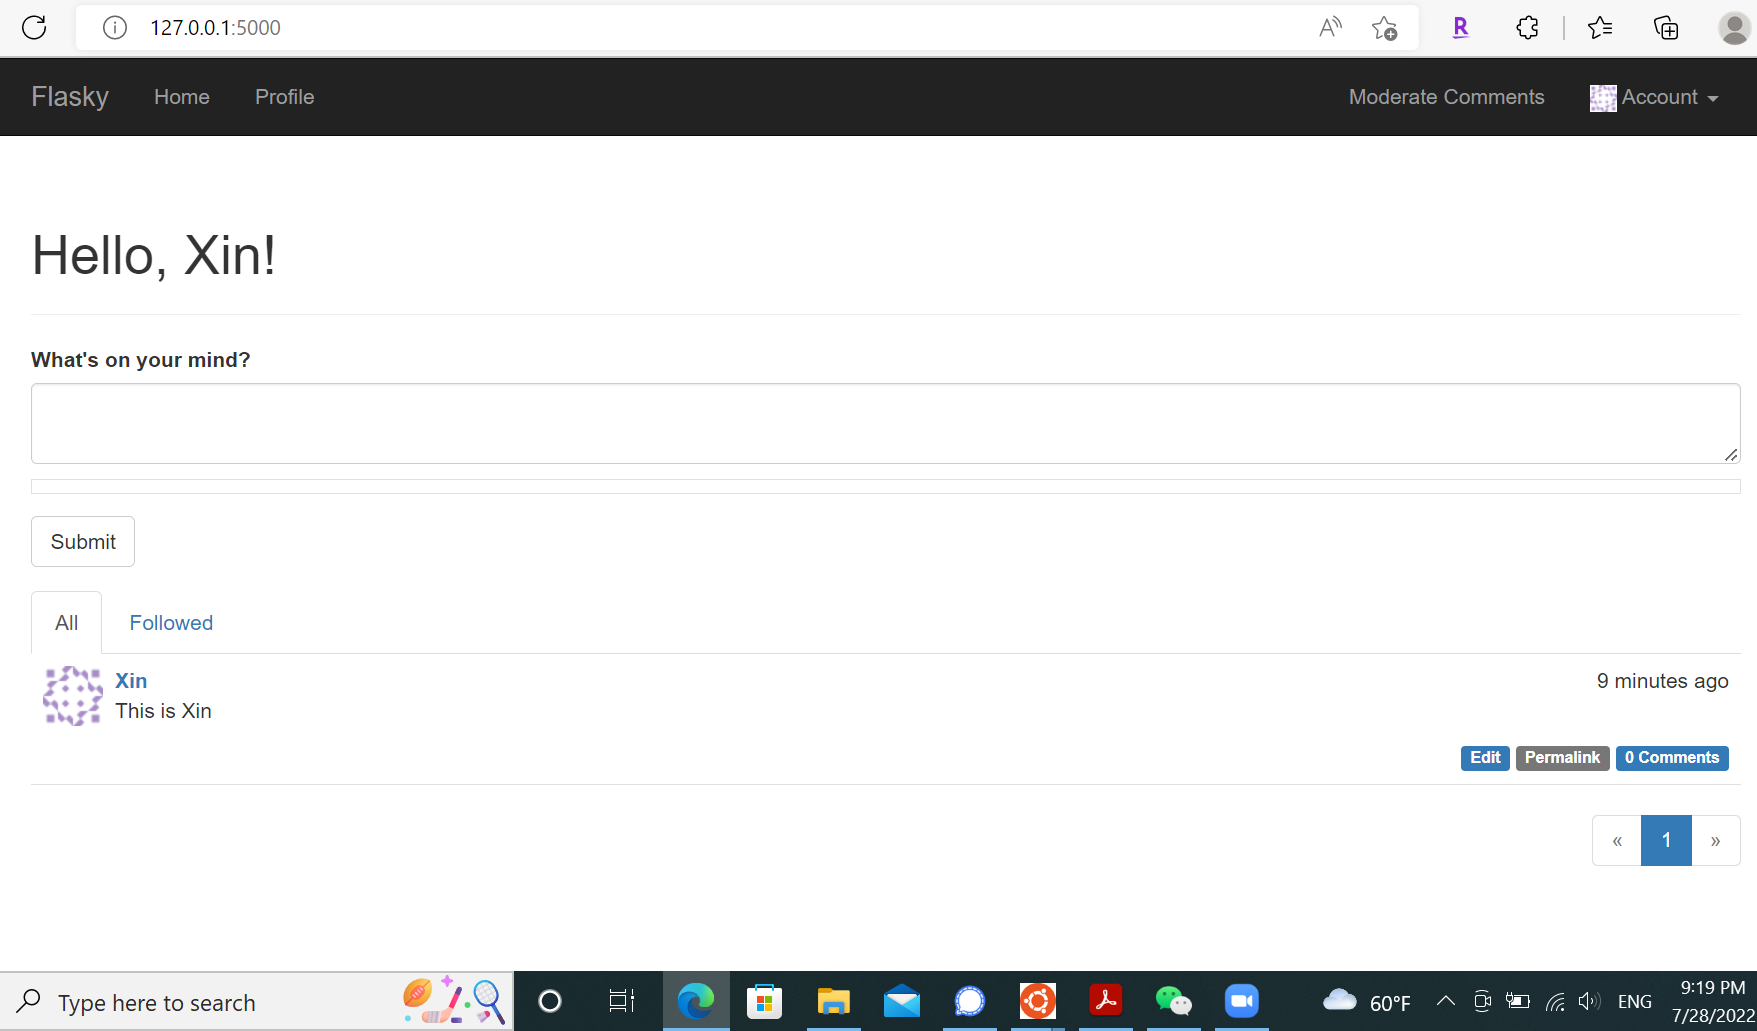 127.0.0.1:5000
Flasky Home Profile Moderate Comments Account
Hello, Xin!
What's on your mind?
Submit
All Followed
Xin 9 minutes ago
This is Xin
Edit Permalink 0 Comments
« 1 »
Type here to search 60°F ENG 9:19 PM
7/28/2022